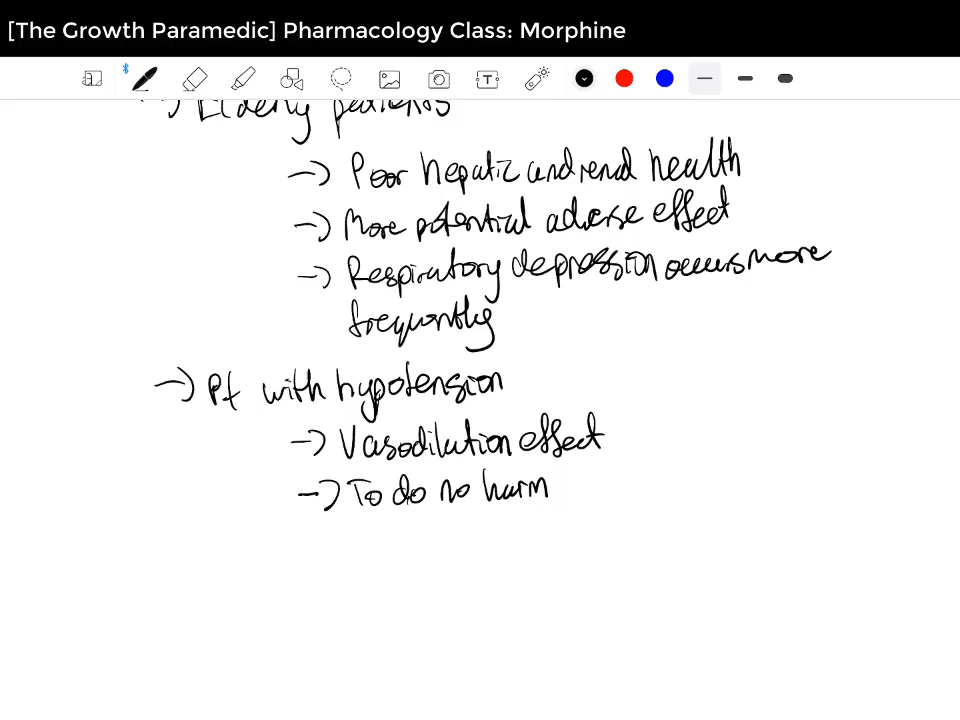 [The Growth Paramedic] Pharmacology Class: Morphine
-> Elderly patients
-> Poor hepatic and renal health
-> More potential adverse effect
-> Respiratory depression occurs more
frequently
-> Pt with hypotension
-> Vasodilation effect
-> To do no harm